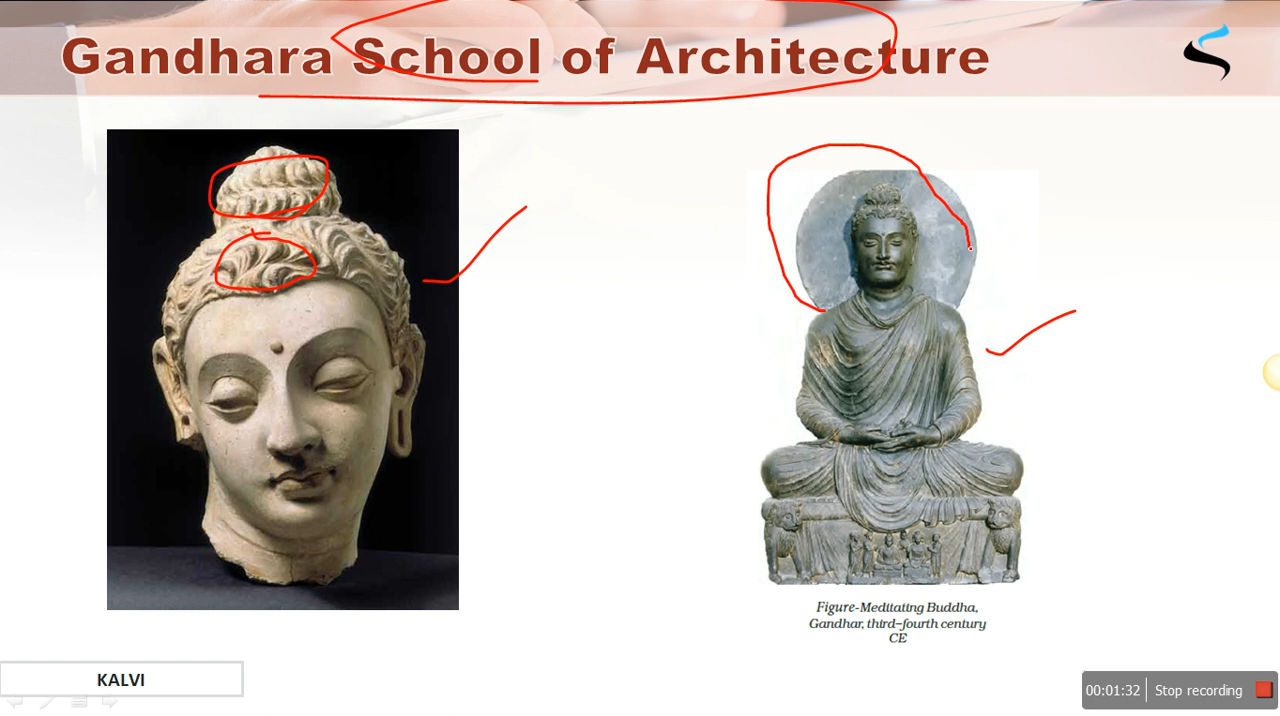 Gandhara School of Architecture
Figure-Meditating Buddha,
Gandhar, third–fourth century
CE
KALVI
00:01:32 Stop recording